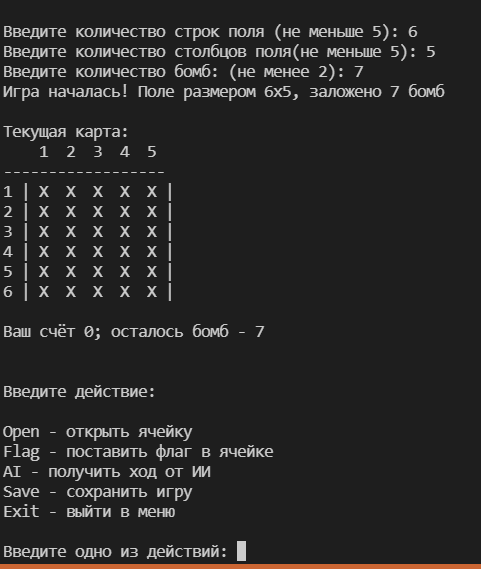 Введите количество строк поля (не меньше 5): 6
Введите количество столбцов поля(не меньше 5): 5
Введите количество бомб: (не менее 2): 7
Игра началась! Поле размером 6x5, заложено 7 бомб
Текущая карта:
1 2 3 4 5
------------------
1 | X X X X X |
2 | X X X X X |
3 | X X X X X |
4 | X X X X X |
5 | X X X X X |
6 | X X X X X |
Ваш счёт 0; осталось бомб - 7
Введите действие:
Open - открыть ячейку
Flag - поставить флаг в ячейке
AI - получить ход от ИИ
Save - сохранить игру
Exit - выйти в меню
Введите одно из действий: